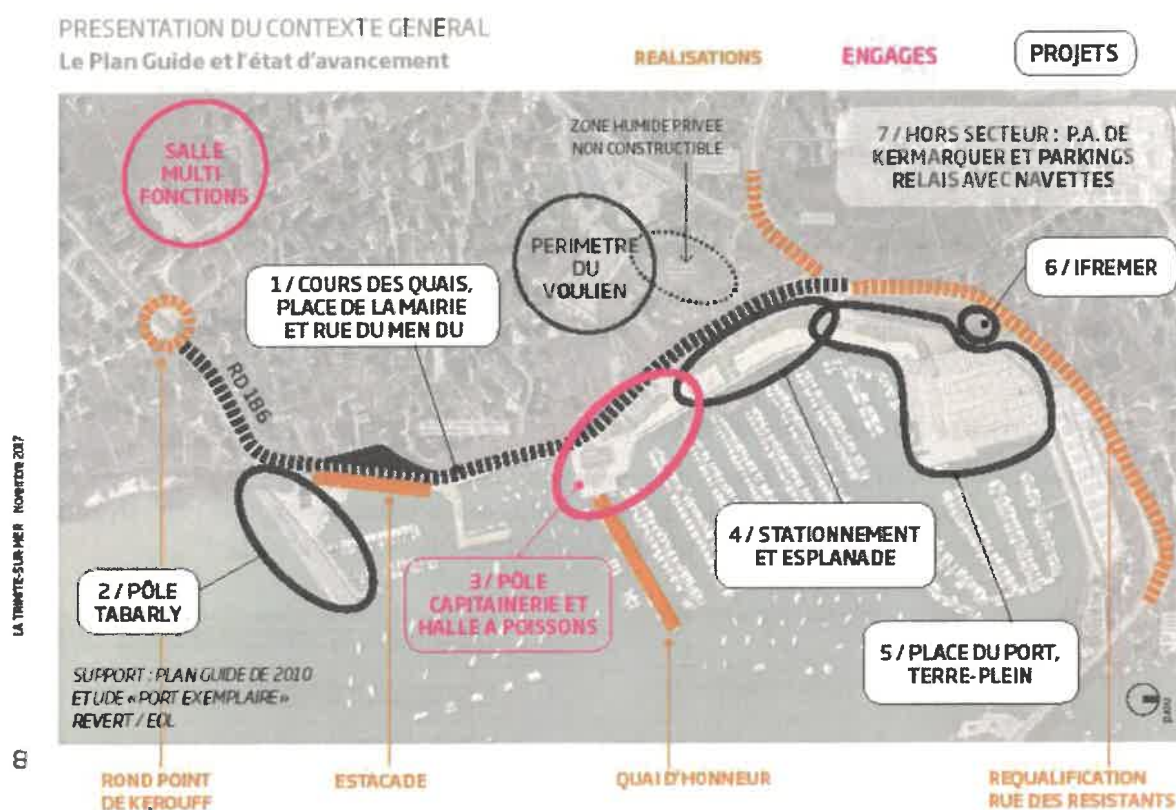 PRESENTATION DU CONTEXTE GENERAL
Le Plan Guide et l'état d'avancement
REALISATIONS
ENGAGES
PROJETS
SALLE
MULTI
FONCTIONS
ZONE HUMIDE PRIVEE
NON CONSTRUCTIBLE
7 / HORS SECTEUR : P.A. DE
KERMARQUER ET PARKINGS
RELAIS AVEC NAVETTES
PERIMETRE
DU
VOULIEN
1 / COURS DES QUAIS,
PLACE DE LA MAIRIE
ET RUE DU MEN DU
6 / IFREMER
RD 186
2 / PÔLE
TABARLY
3 / PÔLE
CAPITAINERIE ET
HALLE A POISSONS
4 / STATIONNEMENT
ET ESPLANADE
5 / PLACE DU PORT,
TERRE-PLEIN
SUPPORT : PLAN GUIDE DE 2010
ETUDE « PORT EXEMPLAIRE »
REVERT / EOL
nord
ROND POINT
DE KEROUFF
ESTACADE
QUAI D'HONNEUR
REQUALIFICATION
RUE DES RESISTANTS
LA TRINITE-SUR-MER Novembre 2017
8